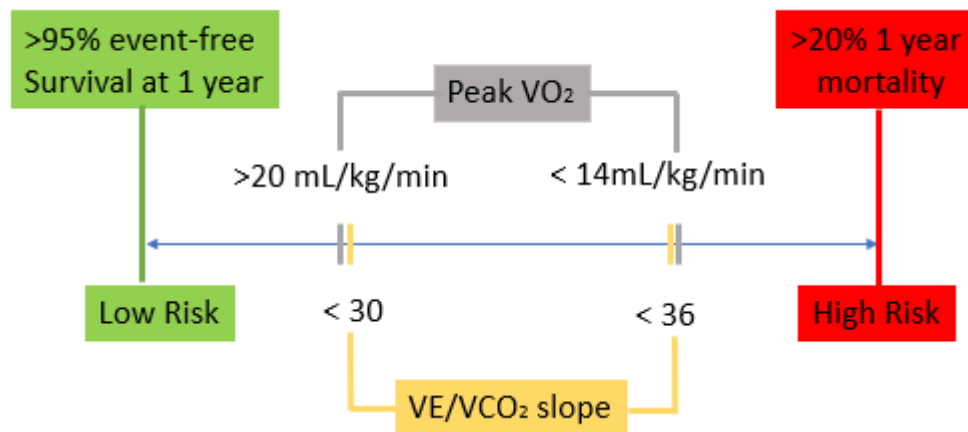 >95% event-free
Survival at 1 year
>20% 1 year
mortality
Peak VO₂
>20 mL/kg/min
< 14mL/kg/min
Low Risk
< 30
< 36
High Risk
VE/VCO₂ slope